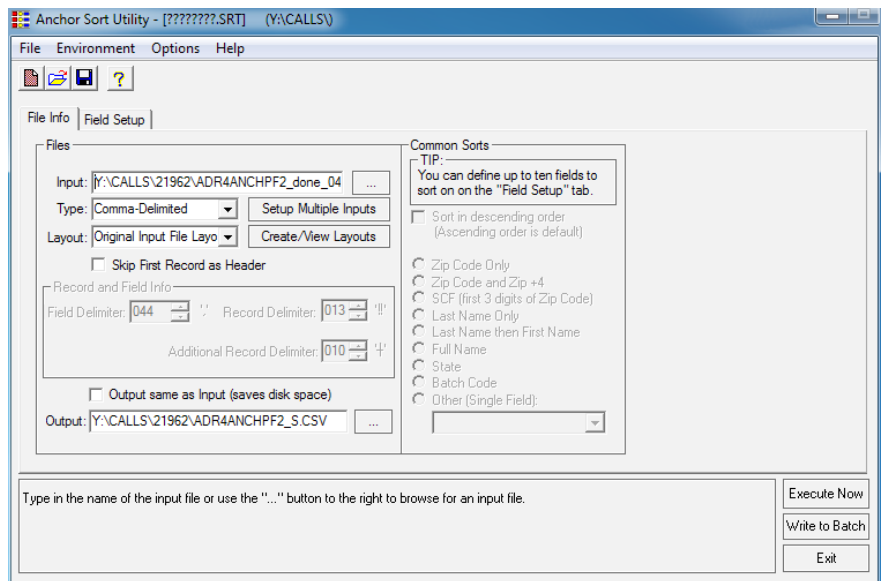 Anchor Sort Utility - [????????.SRT] (Y:\CALLS\)
File Environment Options Help
?
File Info Field Setup
Files
Input: Y:\CALLS\21962\ADR4ANCHPF2_done_04 ...
Type: Comma-Delimited Setup Multiple Inputs
Layout: Original Input File Layo Create/View Layouts
Skip First Record as Header
Record and Field Info
Field Delimiter: 044 ',' Record Delimiter: 013
Additional Record Delimiter: 010
Output same as Input (saves disk space)
Output: Y:\CALLS\21962\ADR4ANCHPF2_S.CSV ...
Common Sorts
TIP:
You can define up to ten fields to
sort on on the "Field Setup" tab.
Sort in descending order
(Ascending order is default)
Zip Code Only
Zip Code and Zip +4
SCF (first 3 digits of Zip Code)
Last Name Only
Last Name then First Name
Full Name
State
Batch Code
Other (Single Field):
Type in the name of the input file or use the "..." button to the right to browse for an input file.
Execute Now
Write to Batch
Exit